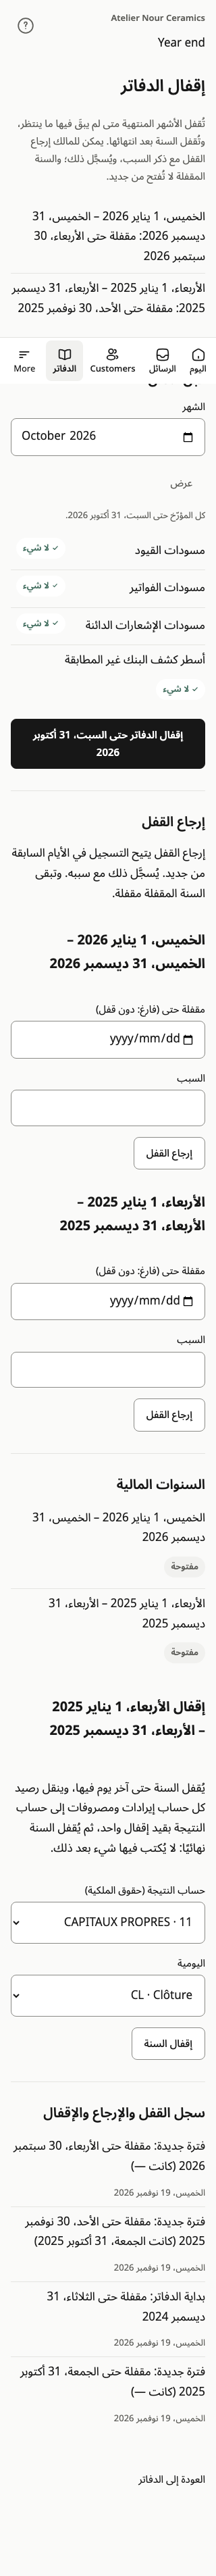 Atelier Nour Ceramics
Year end
إقفال الدفاتر
تُقفل الأشهر المنتهية متى لم يبقَ فيها ما يُنتظر،
وتُقفل السنة بعد انتهائها. يمكن للمالك إرجاع
القفل مع ذكر السبب، ويُسجَّل ذلك؛ والسنة
المقفلة لا تُفتح من جديد.
الخميس، 1 يناير 2026 – الخميس، 31
ديسمبر 2026: مقفلة حتى الأربعاء، 30
سبتمبر 2026
الأربعاء، 1 يناير 2025 – الأربعاء، 31 ديسمبر
2025: مقفلة حتى الأحد، 30 نوفمبر 2025
اليوم
الرسائل
Customers
الدفاتر
More
الشهر
October 2026
عرض
كل المؤرّخ حتى السبت، 31 أكتوبر 2026.
مسودات القيود
لا شيء
مسودات الفواتير
لا شيء
مسودات الإشعارات الدائنة
لا شيء
أسطر كشف البنك غير المطابقة
لا شيء
إقفال الدفاتر حتى السبت، 31 أكتوبر
2026
إرجاع القفل
إرجاع القفل يتيح التسجيل في الأيام السابقة
من جديد. ويُسجَّل ذلك مع سببه. وتبقى
السنة المقفلة مقفلة.
الخميس، 1 يناير 2026 –
الخميس، 31 ديسمبر 2026
مقفلة حتى (فارغ: دون قفل)
yyyy/mm/dd
السبب
إرجاع القفل
الأربعاء، 1 يناير 2025 –
الأربعاء، 31 ديسمبر 2025
مقفلة حتى (فارغ: دون قفل)
yyyy/mm/dd
السبب
إرجاع القفل
السنوات المالية
الخميس، 1 يناير 2026 – الخميس، 31
ديسمبر 2026
مفتوحة
الأربعاء، 1 يناير 2025 – الأربعاء، 31
ديسمبر 2025
مفتوحة
إقفال الأربعاء، 1 يناير 2025
– الأربعاء، 31 ديسمبر 2025
يُقفل السنة حتى آخر يوم فيها، وينقل رصيد
كل حساب إيرادات ومصروفات إلى حساب
النتيجة بقيد إقفال واحد، ثم يُقفل السنة
نهائيًا: لا يُكتب فيها شيء بعد ذلك.
حساب النتيجة (حقوق الملكية)
11 · CAPITAUX PROPRES
اليومية
CL · Clôture
إقفال السنة
سجل القفل والإرجاع والإقفال
فترة جديدة: مقفلة حتى الأربعاء، 30 سبتمبر
2026 (كانت —)
الخميس، 19 نوفمبر 2026
فترة جديدة: مقفلة حتى الأحد، 30 نوفمبر
2025 (كانت الجمعة، 31 أكتوبر 2025)
الخميس، 19 نوفمبر 2026
بداية الدفاتر: مقفلة حتى الثلاثاء، 31
ديسمبر 2024
الخميس، 19 نوفمبر 2026
فترة جديدة: مقفلة حتى الجمعة، 31 أكتوبر
2025 (كانت —)
الخميس، 19 نوفمبر 2026
العودة إلى الدفاتر